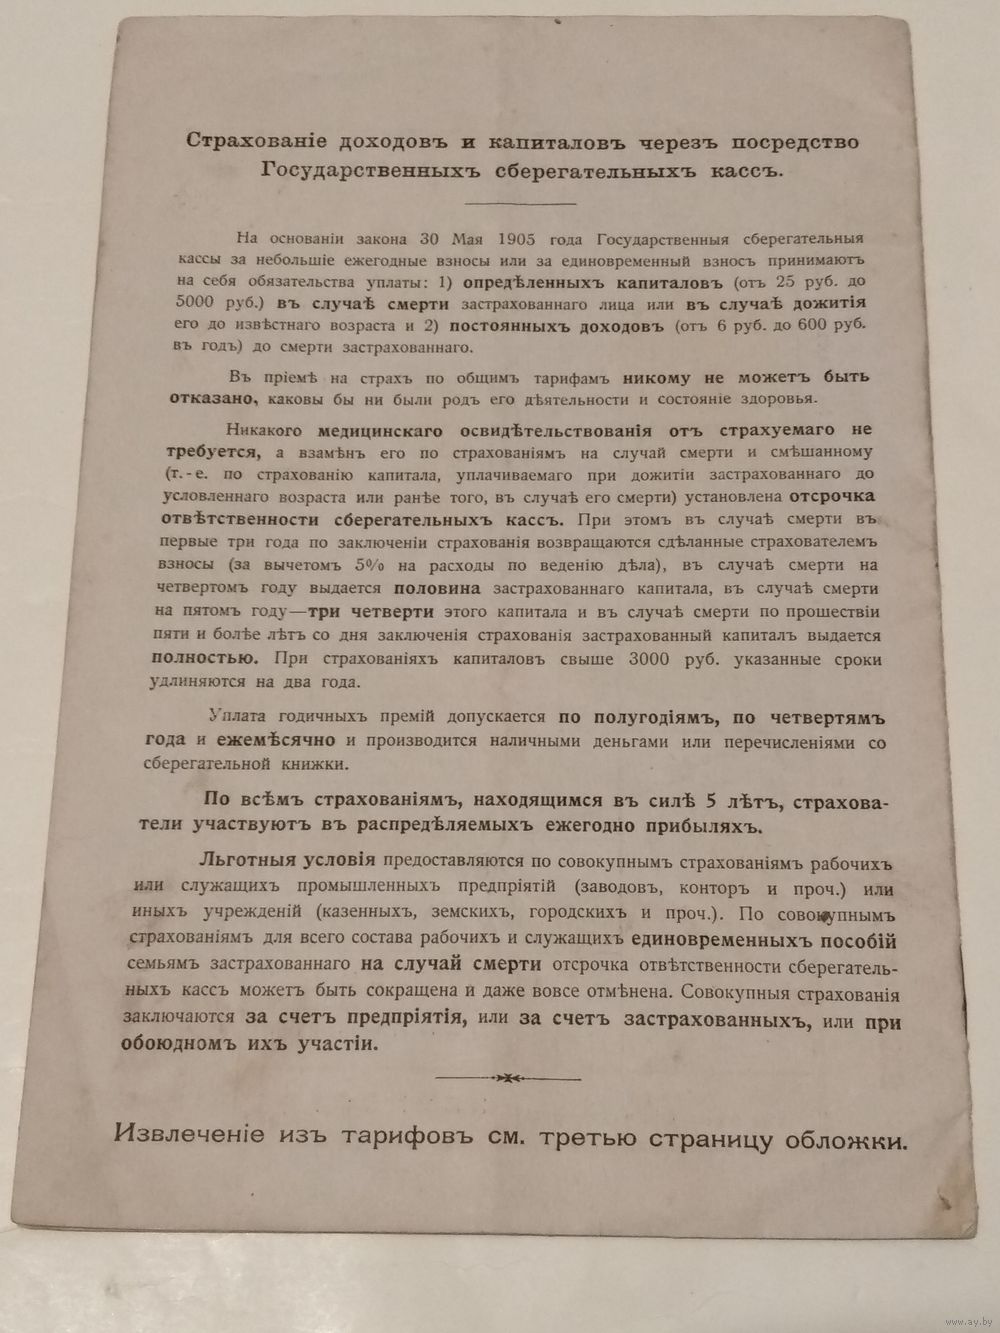 Страхованіе доходовъ и капиталовъ черезъ посредство
Государственныхъ сберегательныхъ кассъ.
На основаніи закона 30 Мая 1905 года Государственныя сберегательныя
кассы за небольшіе ежегодные взносы или за единовременный взносъ принимаютъ
на себя обязательства уплаты: 1) опредѣленныхъ капиталовъ (отъ 25 руб. до
5000 руб.) въ случаѣ смерти застрахованнаго лица или въ случаѣ дожитія
его до извѣстнаго возраста и 2) постоянныхъ доходовъ (отъ 6 руб. до 600 руб.
въ годъ) до смерти застрахованнаго.
Въ пріемѣ на страхъ по общимъ тарифамъ никому не можетъ быть
отказано, каковы бы ни были родъ его дѣятельности и состояніе здоровья.
Никакого медицинскаго освидѣтельствованія отъ страхуемаго не
требуется, а взамѣнъ его по страхованіямъ на случай смерти и смѣшанному
(т.-е. по страхованію капитала, уплачиваемаго при дожитіи застрахованнаго до
условленнаго возраста или ранѣе того, въ случаѣ его смерти) установлена отсрочка
отвѣтственности сберегательныхъ кассъ. При этомъ въ случаѣ смерти въ
первые три года по заключеніи страхованія возвращаются сдѣланные страхователемъ
взносы (за вычетомъ 5% на расходы по веденію дѣла), въ случаѣ смерти на
четвертомъ году выдается половина застрахованнаго капитала, въ случаѣ смерти
на пятомъ году—три четверти этого капитала и въ случаѣ смерти по прошествіи
пяти и болѣе лѣтъ со дня заключенія страхованія застрахованный капиталъ выдается
полностью. При страхованіяхъ капиталовъ свыше 3000 руб. указанные сроки
удлиняются на два года.
Уплата годичныхъ премій допускается по полугодіямъ, по четвертямъ
года и ежемѣсячно и производится наличными деньгами или перечисленіями со
сберегательной книжки.
По всѣмъ страхованіямъ, находящимся въ силѣ 5 лѣтъ, страхова-
тели участвуютъ въ распредѣляемыхъ ежегодно прибыляхъ.
Льготныя условія предоставляются по совокупнымъ страхованіямъ рабочихъ
или служащихъ промышленныхъ предпріятій (заводовъ, конторъ и проч.) или
иныхъ учрежденій (казенныхъ, земскихъ, городскихъ и проч.). По совокупнымъ
страхованіямъ для всего состава рабочихъ и служащихъ единовременныхъ пособій
семьямъ застрахованнаго на случай смерти отсрочка отвѣтственности сберегатель-
ныхъ кассъ можетъ быть сокращена и даже вовсе отмѣнена. Совокупныя страхованія
заключаются за счетъ предпріятія, или за счетъ застрахованныхъ, или при
обоюдномъ ихъ участіи.
Извлеченіе изъ тарифовъ см. третью страницу обложки.
www.ay.by